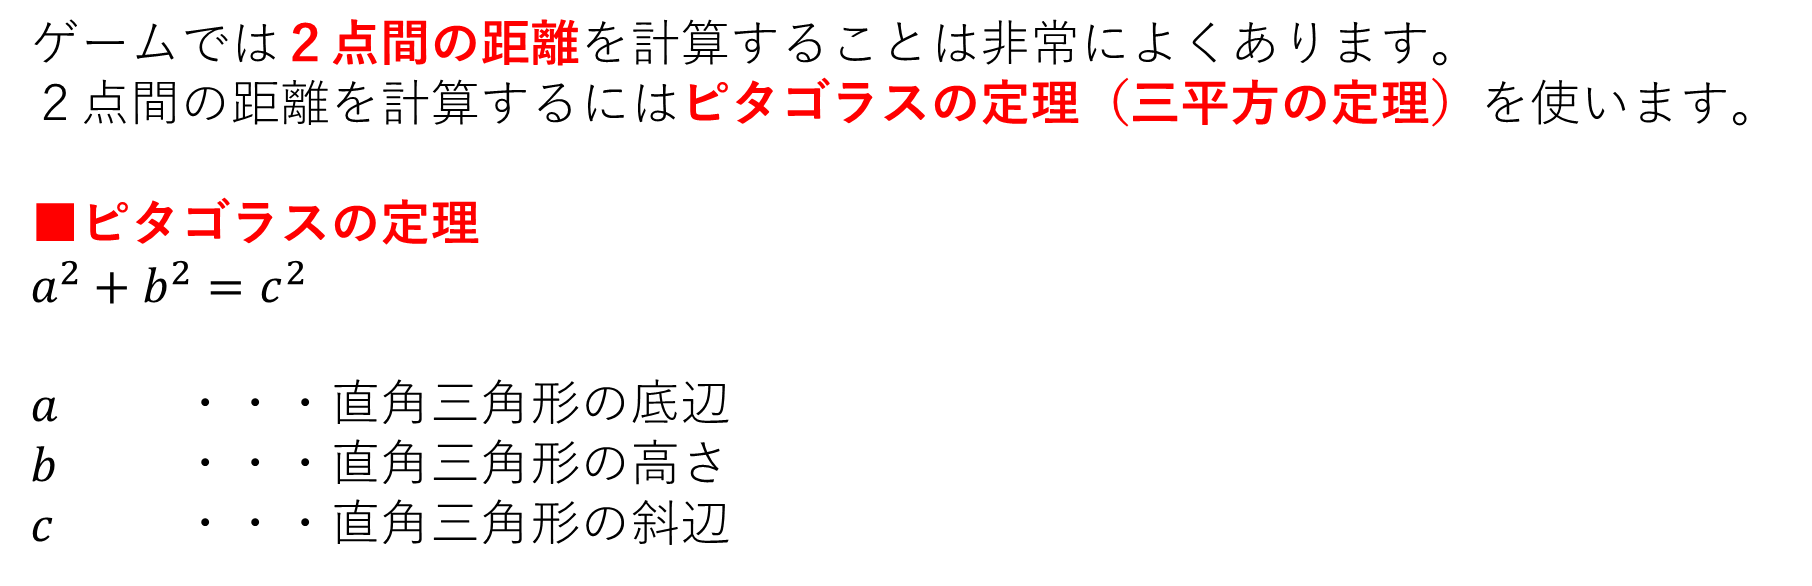 ゲームでは２点間の距離を計算することは非常によくあります。
２点間の距離を計算するにはピタゴラスの定理（三平方の定理）を使います。
■ピタゴラスの定理
a² + b² = c²
a ・・・直角三角形の底辺
b ・・・直角三角形の高さ
c ・・・直角三角形の斜辺